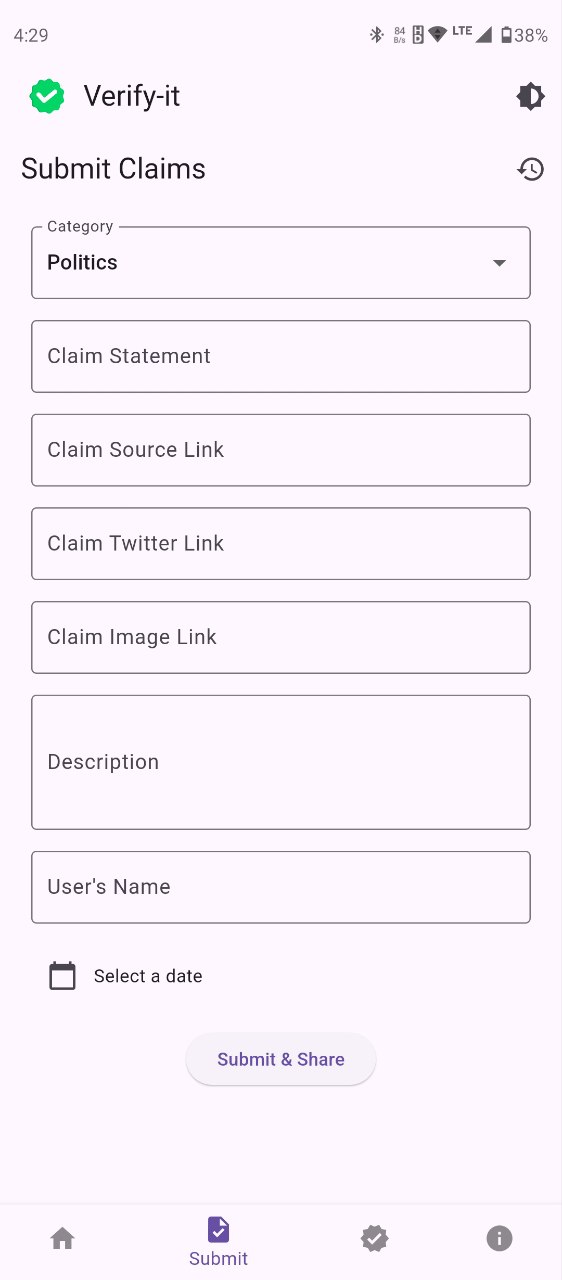 4:29
84
B/s
HD
LTE
38%
Verify-it
Submit Claims
Category
Politics
Claim Statement
Claim Source Link
Claim Twitter Link
Claim Image Link
Description
User's Name
Select a date
Submit & Share
Submit